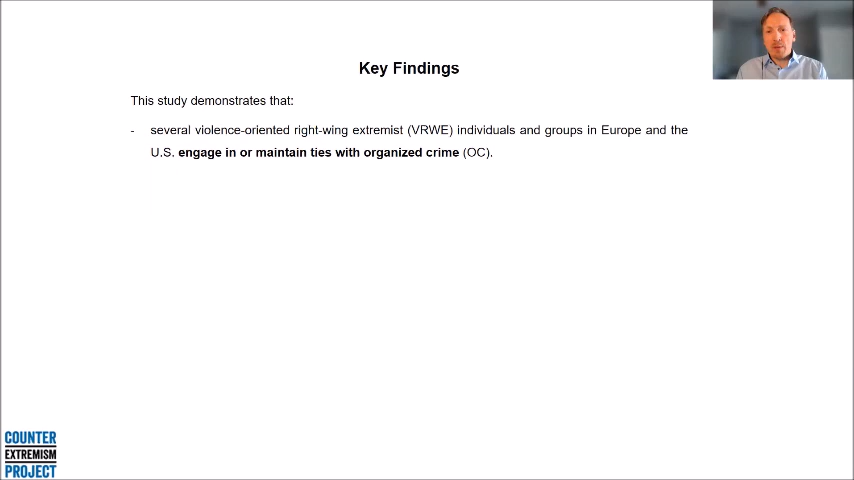 Key Findings
This study demonstrates that:
- several violence-oriented right-wing extremist (VRWE) individuals and groups in Europe and the
U.S. engage in or maintain ties with organized crime (OC).
COUNTER
EXTREMISM
PROJECT